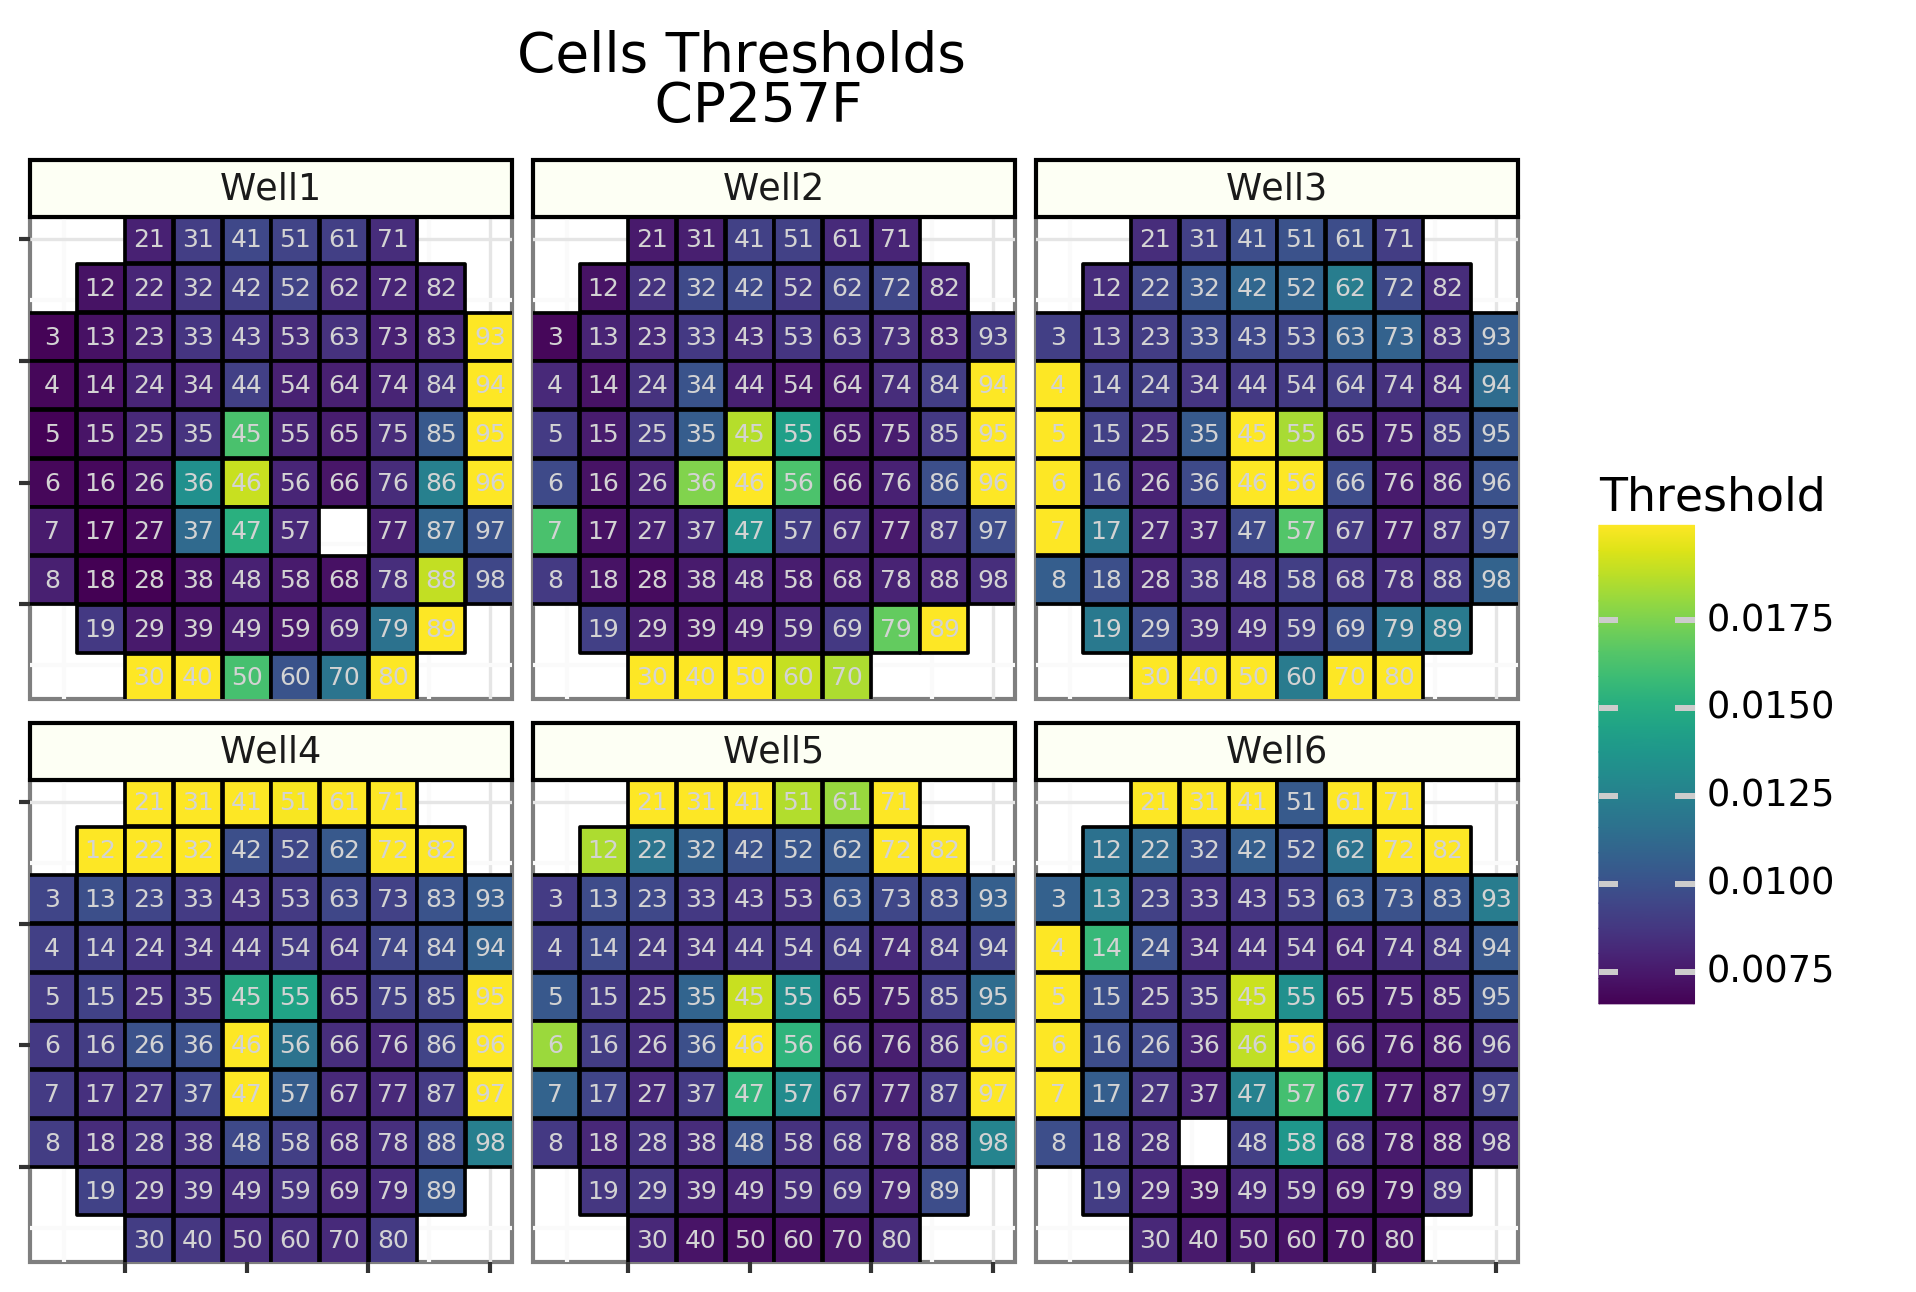 Cells Thresholds
CP257F
Well1 Well2 Well3
21 31 41 51 61 71 21 31 41 51 61 71 21 31 41 51 61 71
12 22 32 42 52 62 72 82 12 22 32 42 52 62 72 82 12 22 32 42 52 62 72 82
3 13 23 33 43 53 63 73 83 93 3 13 23 33 43 53 63 73 83 93 3 13 23 33 43 53 63 73 83 93
4 14 24 34 44 54 64 74 84 94 4 14 24 34 44 54 64 74 84 94 4 14 24 34 44 54 64 74 84 94
5 15 25 35 45 55 65 75 85 95 5 15 25 35 45 55 65 75 85 95 5 15 25 35 45 55 65 75 85 95
6 16 26 36 46 56 66 76 86 96 6 16 26 36 46 56 66 76 86 96 6 16 26 36 46 56 66 76 86 96
7 17 27 37 47 57 77 87 97 7 17 27 37 47 57 67 77 87 97 7 17 27 37 47 57 67 77 87 97
8 18 28 38 48 58 68 78 88 98 8 18 28 38 48 58 68 78 88 98 8 18 28 38 48 58 68 78 88 98
19 29 39 49 59 69 79 89 19 29 39 49 59 69 79 89 19 29 39 49 59 69 79 89
30 40 50 60 70 80 30 40 50 60 70 30 40 50 60 70 80
Well4 Well5 Well6
21 31 41 51 61 71 21 31 41 51 61 71 21 31 41 51 61 71
12 22 32 42 52 62 72 82 12 22 32 42 52 62 72 82 12 22 32 42 52 62 72 82
3 13 23 33 43 53 63 73 83 93 3 13 23 33 43 53 63 73 83 93 3 13 23 33 43 53 63 73 83 93
4 14 24 34 44 54 64 74 84 94 4 14 24 34 44 54 64 74 84 94 4 14 24 34 44 54 64 74 84 94
5 15 25 35 45 55 65 75 85 95 5 15 25 35 45 55 65 75 85 95 5 15 25 35 45 55 65 75 85 95
6 16 26 36 46 56 66 76 86 96 6 16 26 36 46 56 66 76 86 96 6 16 26 36 46 56 66 76 86 96
7 17 27 37 47 57 67 77 87 97 7 17 27 37 47 57 67 77 87 97 7 17 27 37 47 57 67 77 87 97
8 18 28 38 48 58 68 78 88 98 8 18 28 38 48 58 68 78 88 98 8 18 28 48 58 68 78 88 98
19 29 39 49 59 69 79 89 19 29 39 49 59 69 79 89 19 29 39 49 59 69 79 89
30 40 50 60 70 80 30 40 50 60 70 80 30 40 50 60 70 80
Threshold
0.0175
0.0150
0.0125
0.0100
0.0075